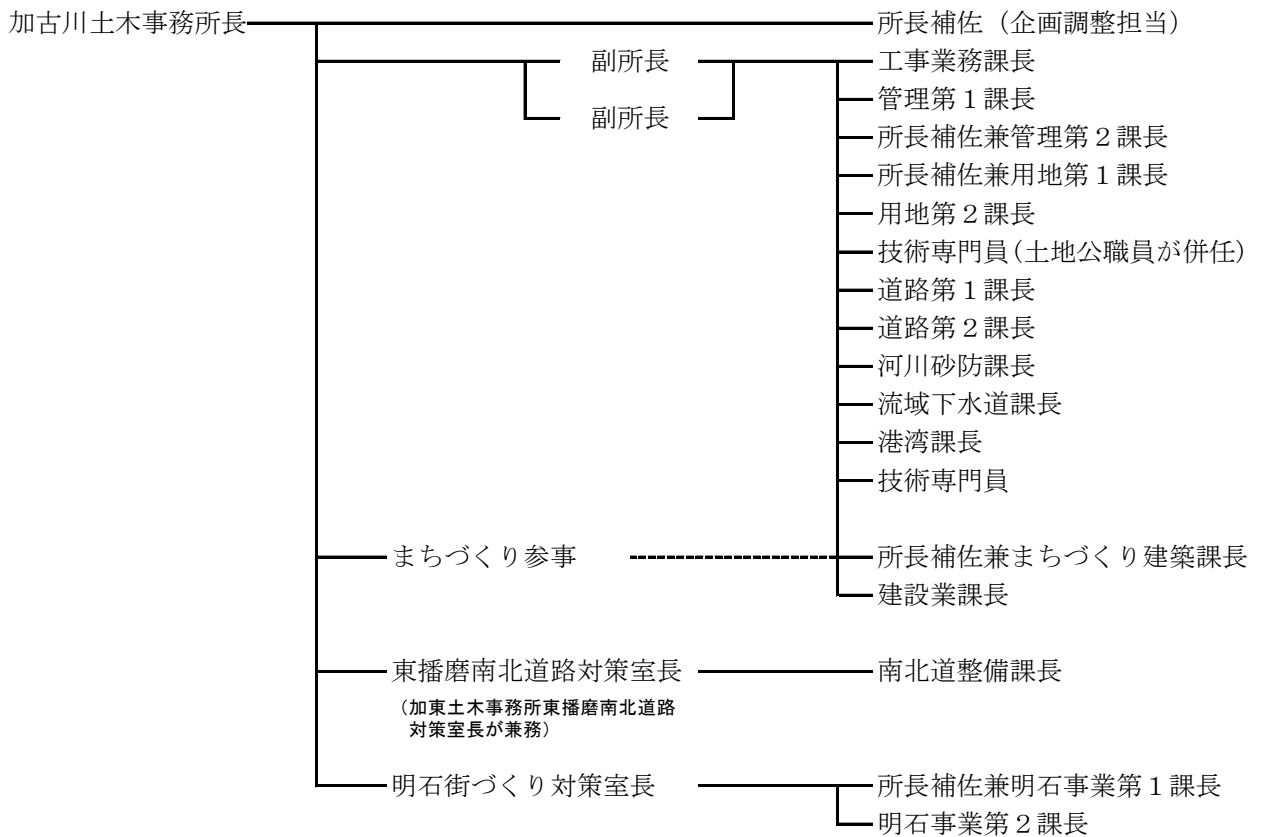 加古川土木事務所長
所長補佐（企画調整担当）
副所長
工事業務課長
管理第１課長
副所長
所長補佐兼管理第２課長
所長補佐兼用地第１課長
用地第２課長
技術専門員(土地公職員が併任)
道路第１課長
道路第２課長
河川砂防課長
流域下水道課長
港湾課長
技術専門員
まちづくり参事
所長補佐兼まちづくり建築課長
建設業課長
東播磨南北道路対策室長
南北道整備課長
（加東土木事務所東播磨南北道路
対策室長が兼務）
明石街づくり対策室長
所長補佐兼明石事業第１課長
明石事業第２課長